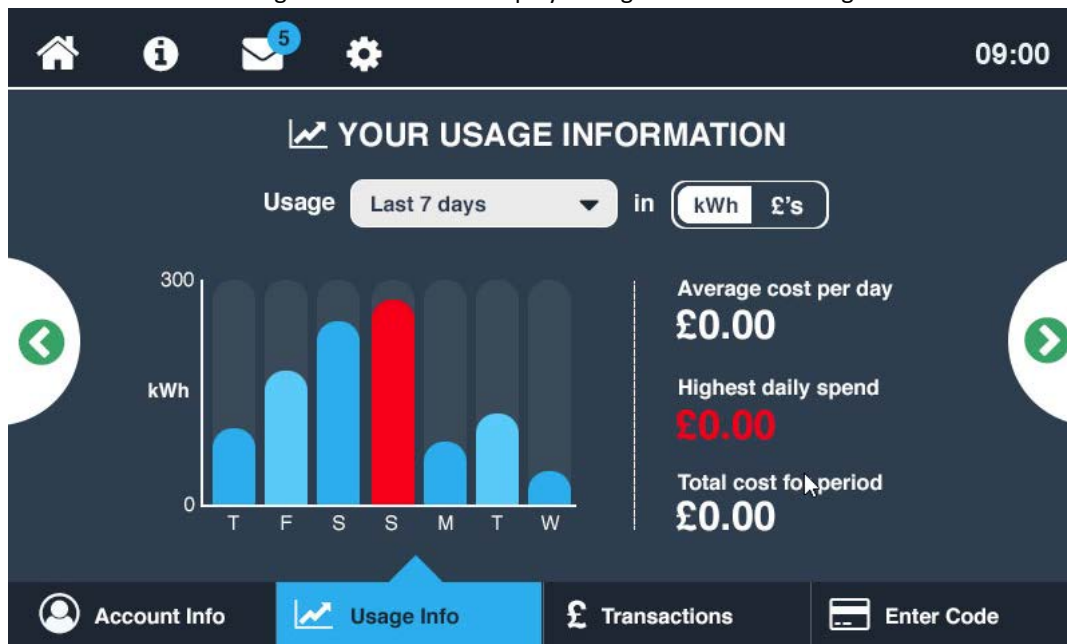 5
09:00
YOUR USAGE INFORMATION
Usage Last 7 days in kWh £'s
300
kWh
0
T F S S M T W
Average cost per day
£0.00
Highest daily spend
£0.00
Total cost for period
£0.00
Account Info Usage Info £ Transactions Enter Code